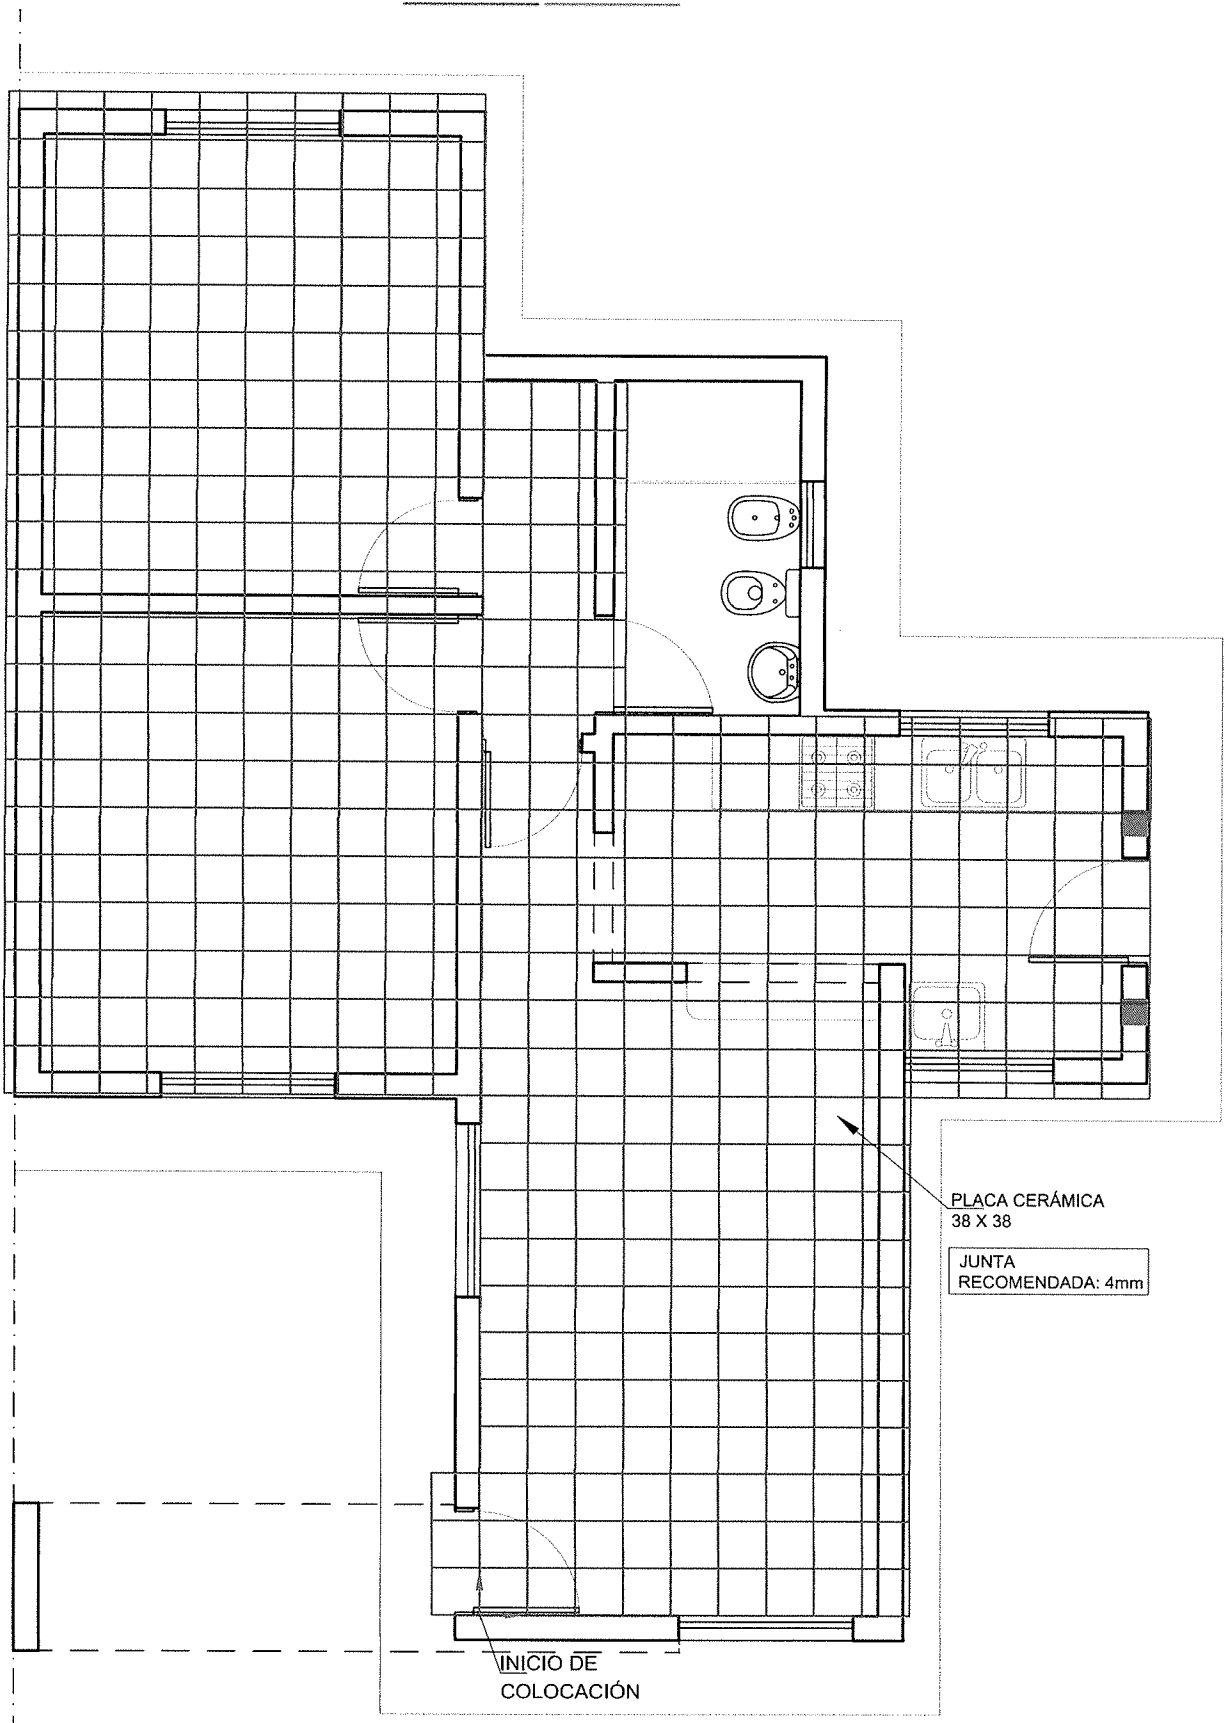 PLACA CERÁMICA
38 X 38
JUNTA
RECOMENDADA: 4mm
INICIO DE
COLOCACIÓN